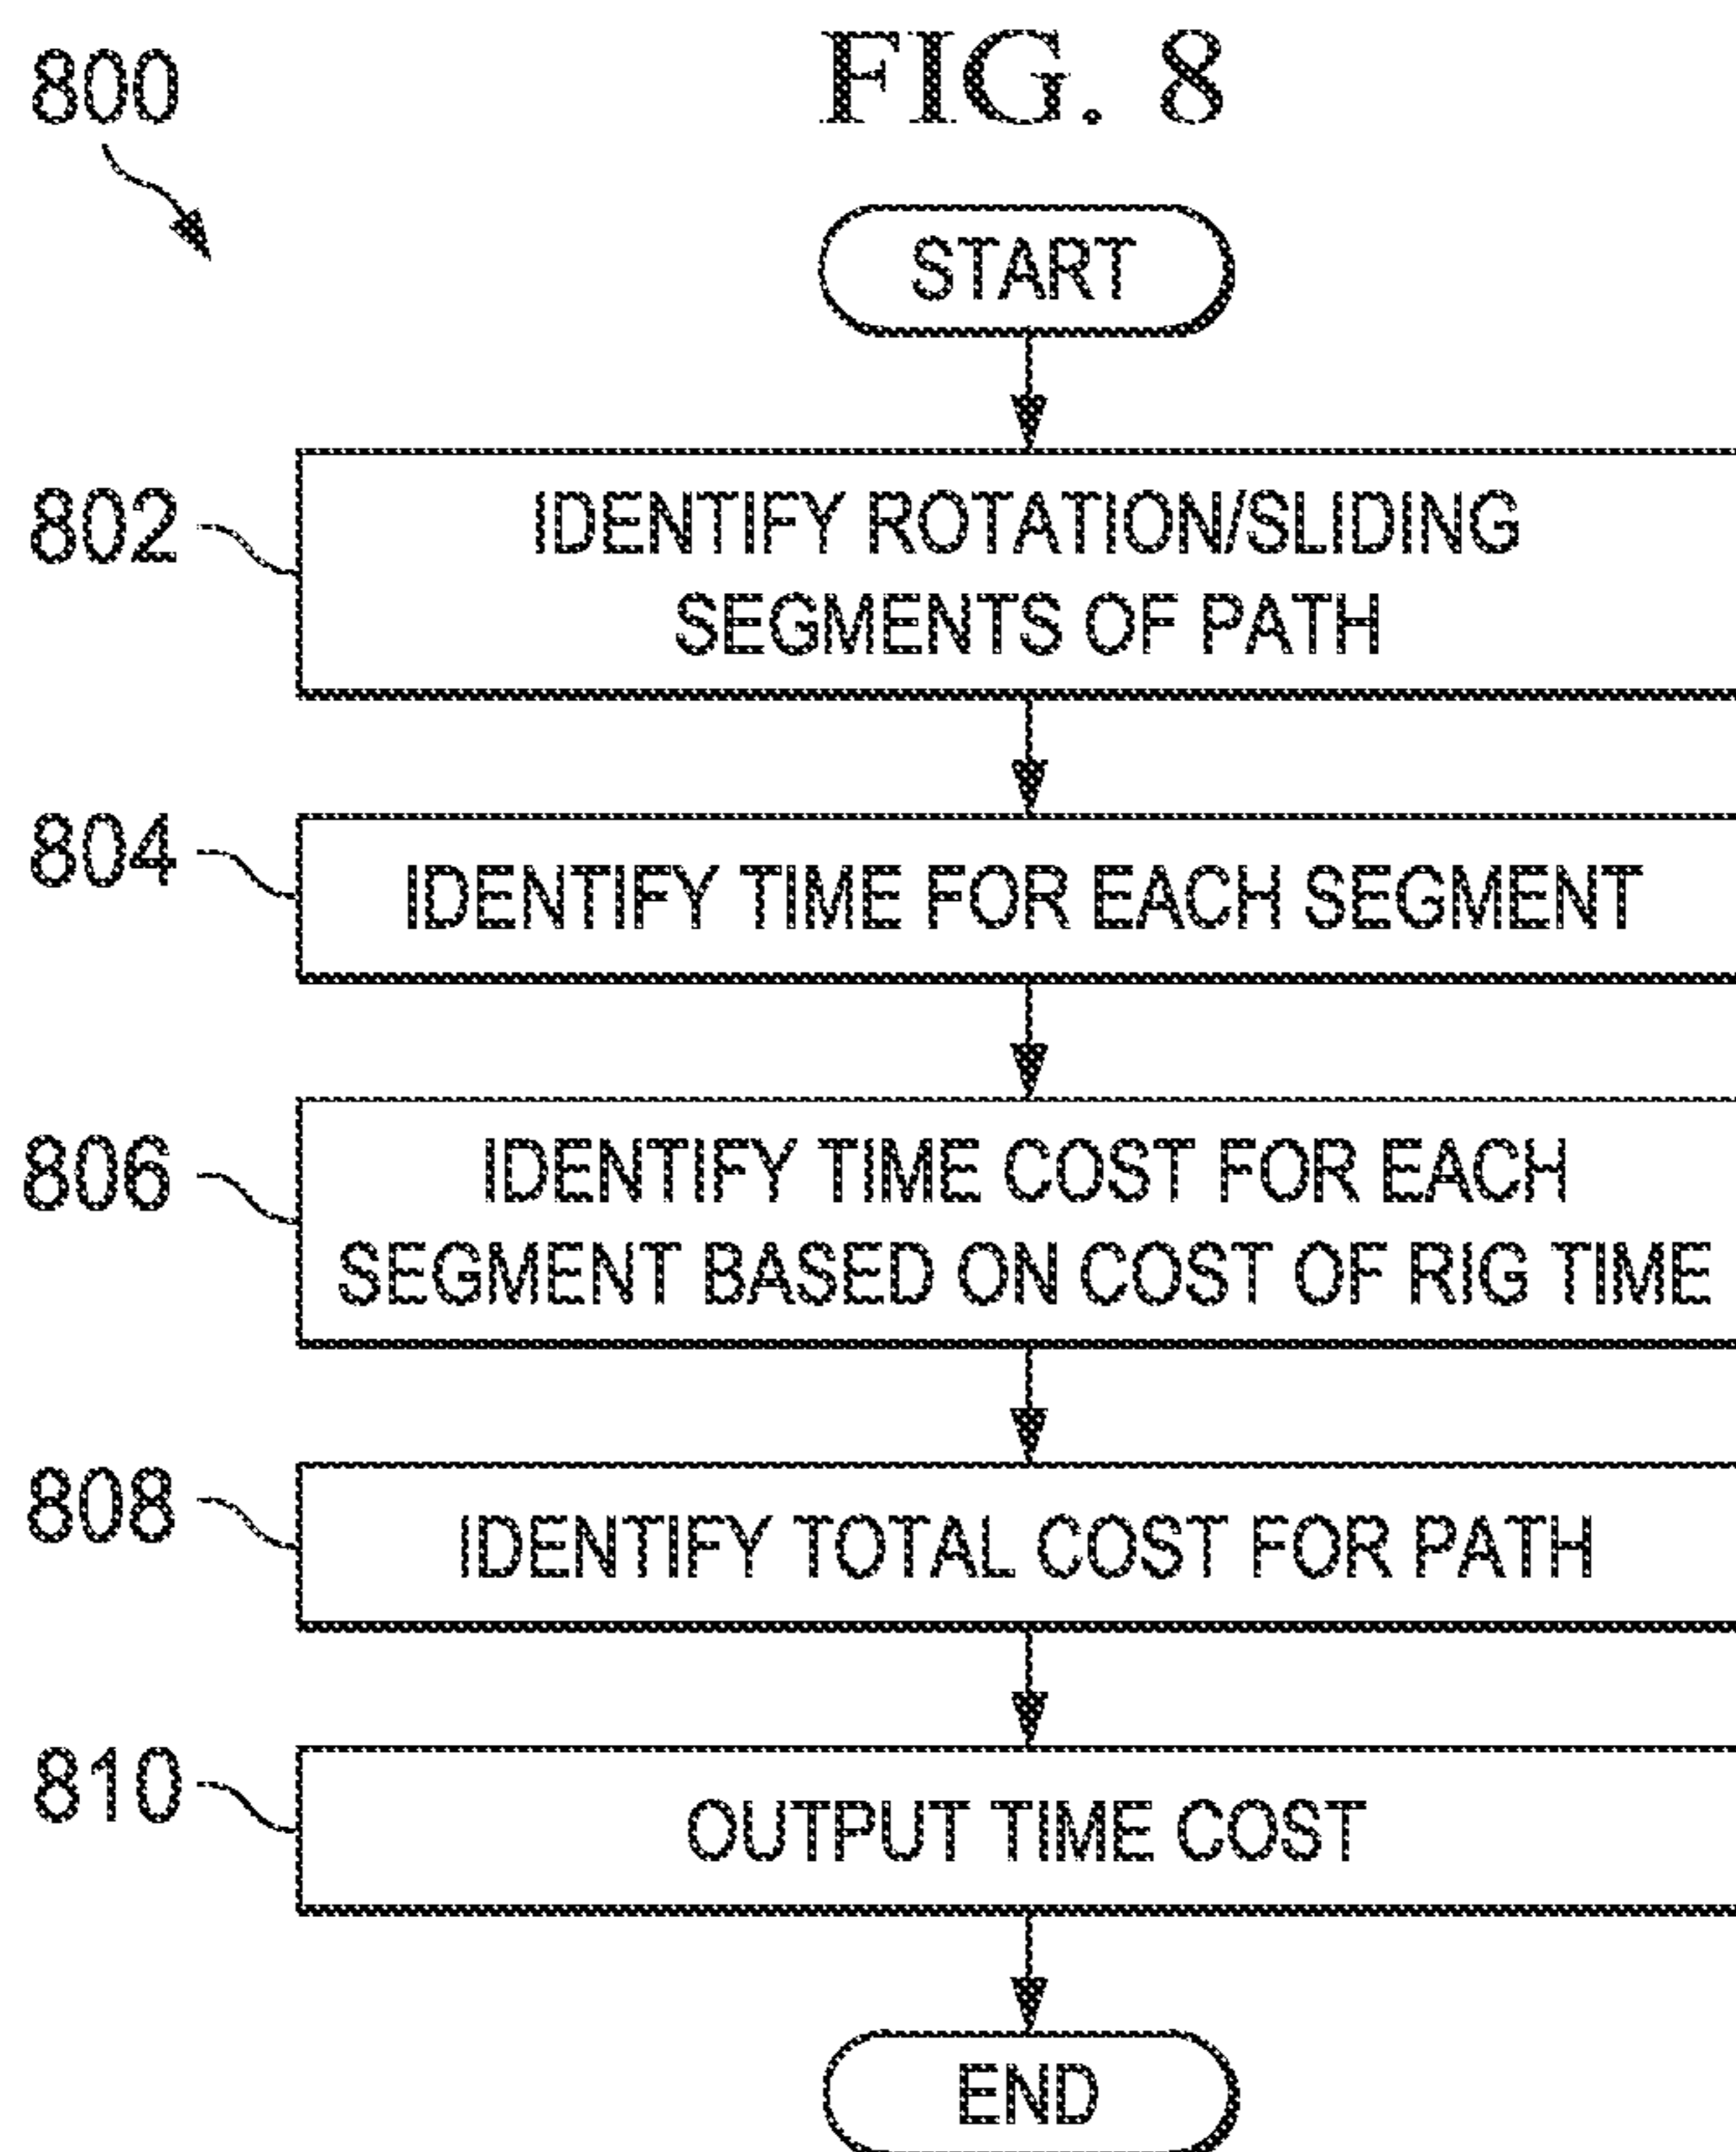 FIG. 8
800
START
802
IDENTIFY ROTATION/SLIDING
SEGMENTS OF PATH
804
IDENTIFY TIME FOR EACH SEGMENT
806
IDENTIFY TIME COST FOR EACH
SEGMENT BASED ON COST OF RIG TIME
808
IDENTIFY TOTAL COST FOR PATH
810
OUTPUT TIME COST
END